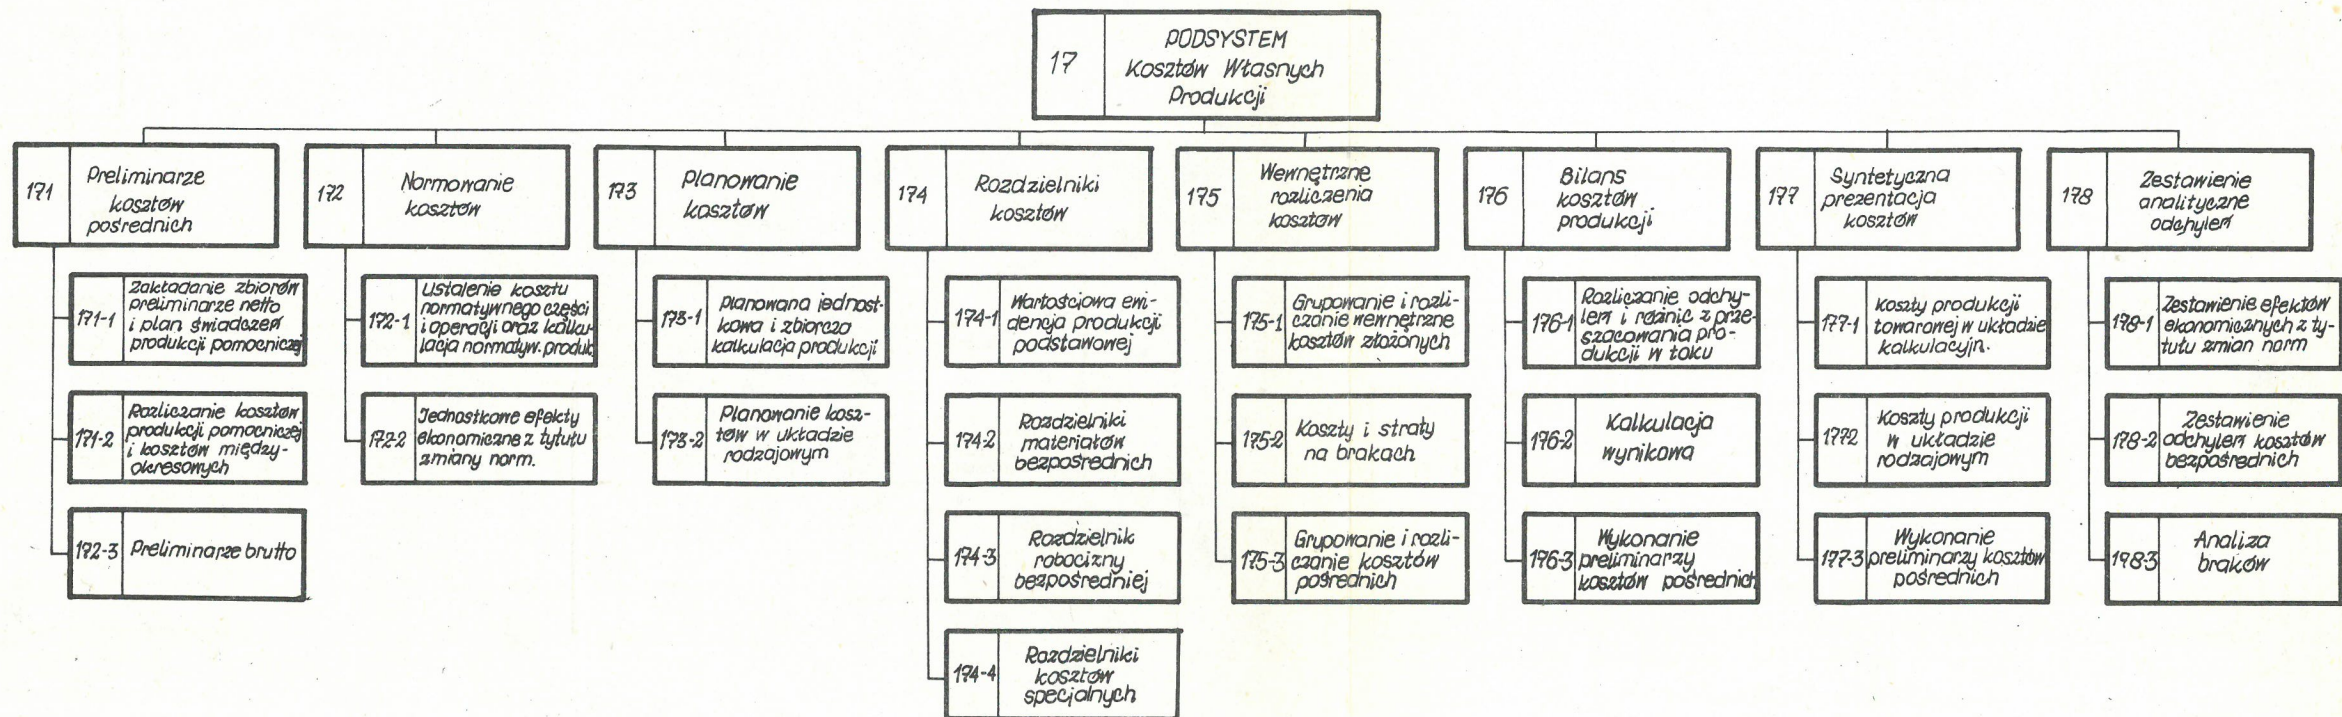 17
PODSYSTEM
Kosztów Własnych
Produkcji
171
Preliminarze
kosztów
pośrednich
172
Normowanie
kosztów
173
Planowanie
kosztów
174
Rozdzielniki
kosztów
175
Wewnętrzne
rozliczenia
kosztów
176
Bilans
kosztów
produkcji
177
Syntetyczna
prezentacja
kosztów
178
Zestawienie
analityczne
odchyleń
171-1
Zakładanie zbiorów
preliminarze netto
i plan świadczeń
produkcji pomocniczej
171-2
Rozliczanie kosztów
produkcji pomocniczej
i kosztów między-
okresowych
172-3
Preliminarze brutto
172-1
Ustalenie kosztu
normatywnego części
i operacji oraz kalku-
lacja normatyw. produk.
172-2
Jednostkowe efekty
ekonomiczne z tytułu
zmiany norm.
173-1
Planowana jednost-
kowa i zbiorcza
kalkulacja produkcji
173-2
Planowanie kosz-
tów w układzie
rodzajowym
174-1
Wartościowa ewi-
dencja produkcji
podstawowej
174-2
Rozdzielniki
materiałów
bezpośrednich
174-3
Rozdzielnik
robocizny
bezpośredniej
174-4
Rozdzielniki
kosztów
specjalnych
175-1
Grupowanie i rozli-
czanie wewnętrzne
kosztów złożonych
175-2
Koszty i straty
na brakach
175-3
Grupowanie i rozli-
czanie kosztów
pośrednich
176-1
Rozliczanie odchy-
leń i różnic z prze-
szacowania pro-
dukcji w toku
176-2
Kalkulacja
wynikowa
176-3
Wykonanie
preliminarzy
kosztów pośrednich
177-1
Koszty produkcji
towarowej w układzie
kalkulacyjn.
1772
Koszty produkcji
w układzie
rodzajowym
177-3
Wykonanie
preliminarzy kosztów
pośrednich
178-1
Zestawienie efektów
ekonomicznych z ty-
tułu zmian norm
178-2
Zestawienie
odchyleń kosztów
bezpośrednich
178-3
Analiza
braków